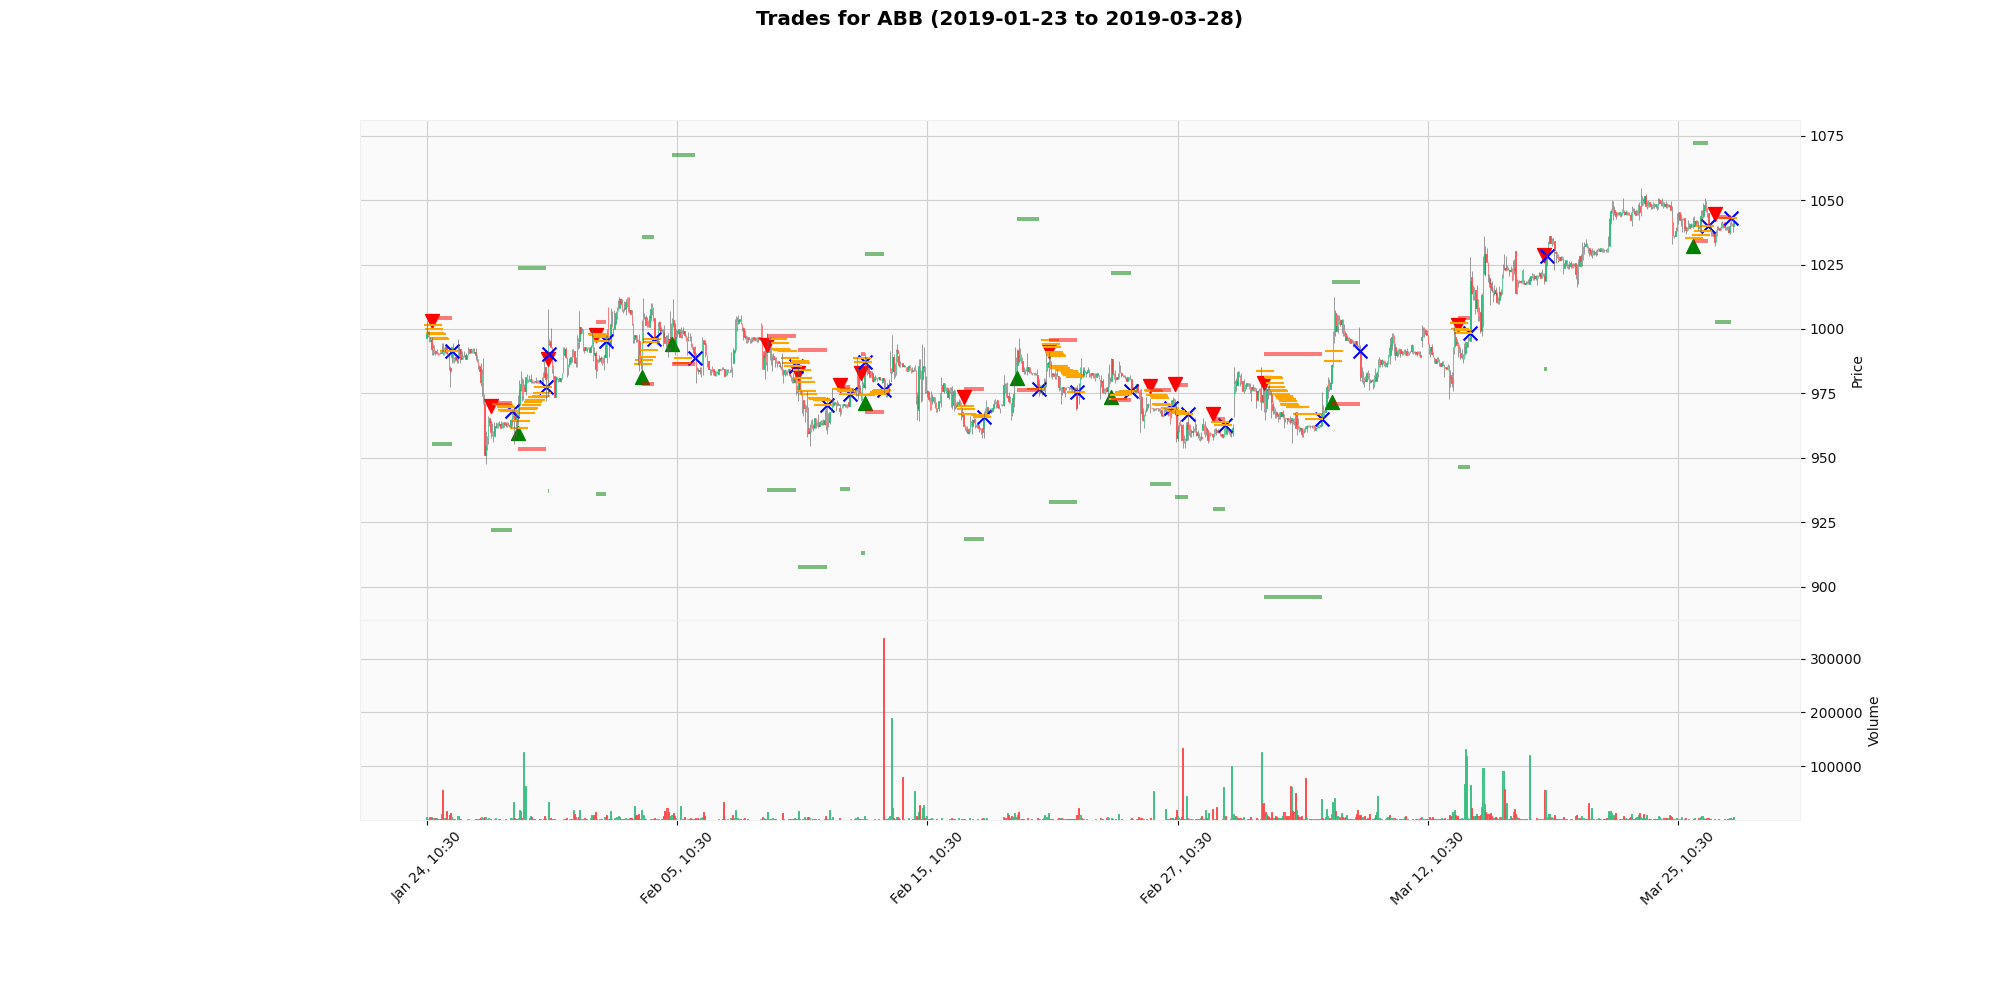 Trades for ABB (2019-01-23 to 2019-03-28)
1075
1050
1025
1000
975
950
925
900
Price
300000
200000
100000
Volume
Jan 24, 10:30
Feb 05, 10:30
Feb 15, 10:30
Feb 27, 10:30
Mar 12, 10:30
Mar 25, 10:30